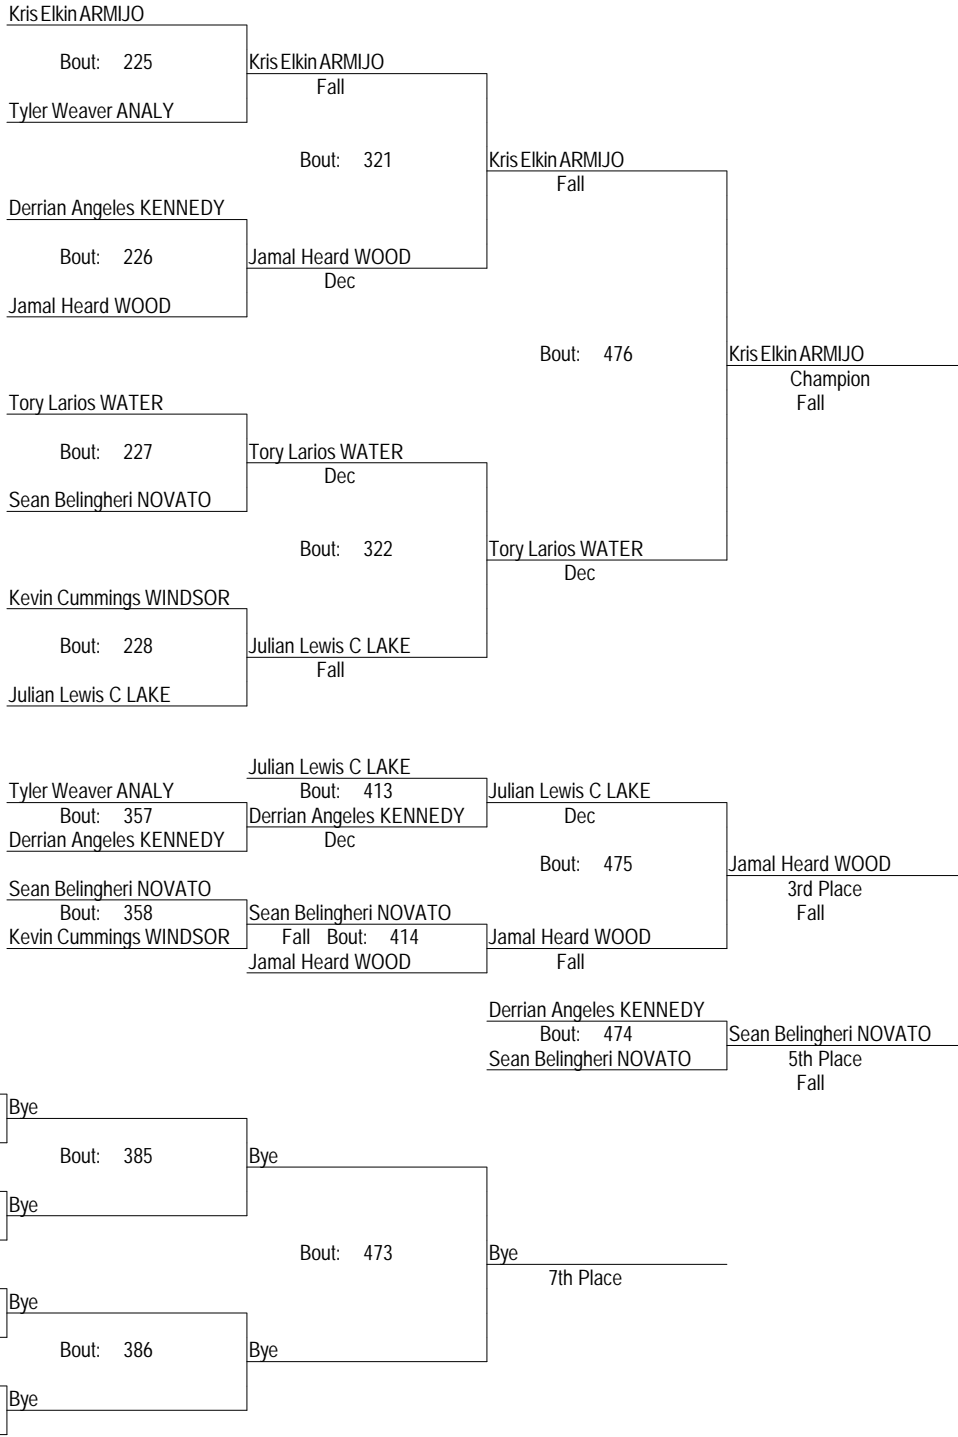 Kris Elkin ARMIJO
Bout: 225 Kris Elkin ARMIJO
Fall
Tyler Weaver ANALY
Bout: 321 Kris Elkin ARMIJO
Fall
Derrian Angeles KENNEDY
Bout: 226 Jamal Heard WOOD
Dec
Jamal Heard WOOD
Bout: 476 Kris Elkin ARMIJO
Champion
Fall
Tory Larios WATER
Bout: 227 Tory Larios WATER
Dec
Sean Belingheri NOVATO
Bout: 322 Tory Larios WATER
Dec
Kevin Cummings WINDSOR
Bout: 228 Julian Lewis C LAKE
Fall
Julian Lewis C LAKE
Julian Lewis C LAKE
Tyler Weaver ANALY Bout: 413 Julian Lewis C LAKE
Bout: 357 Derrian Angeles KENNEDY Dec
Derrian Angeles KENNEDY Dec
Bout: 475 Jamal Heard WOOD
Sean Belingheri NOVATO 3rd Place
Bout: 358 Sean Belingheri NOVATO Fall
Kevin Cummings WINDSOR Fall Bout: 414 Jamal Heard WOOD
Jamal Heard WOOD Fall
Derrian Angeles KENNEDY
Bout: 474 Sean Belingheri NOVATO
Sean Belingheri NOVATO 5th Place
Fall
Bye
Bout: 385 Bye
Bye
Bout: 473 Bye
7th Place
Bye
Bout: 386 Bye
Bye